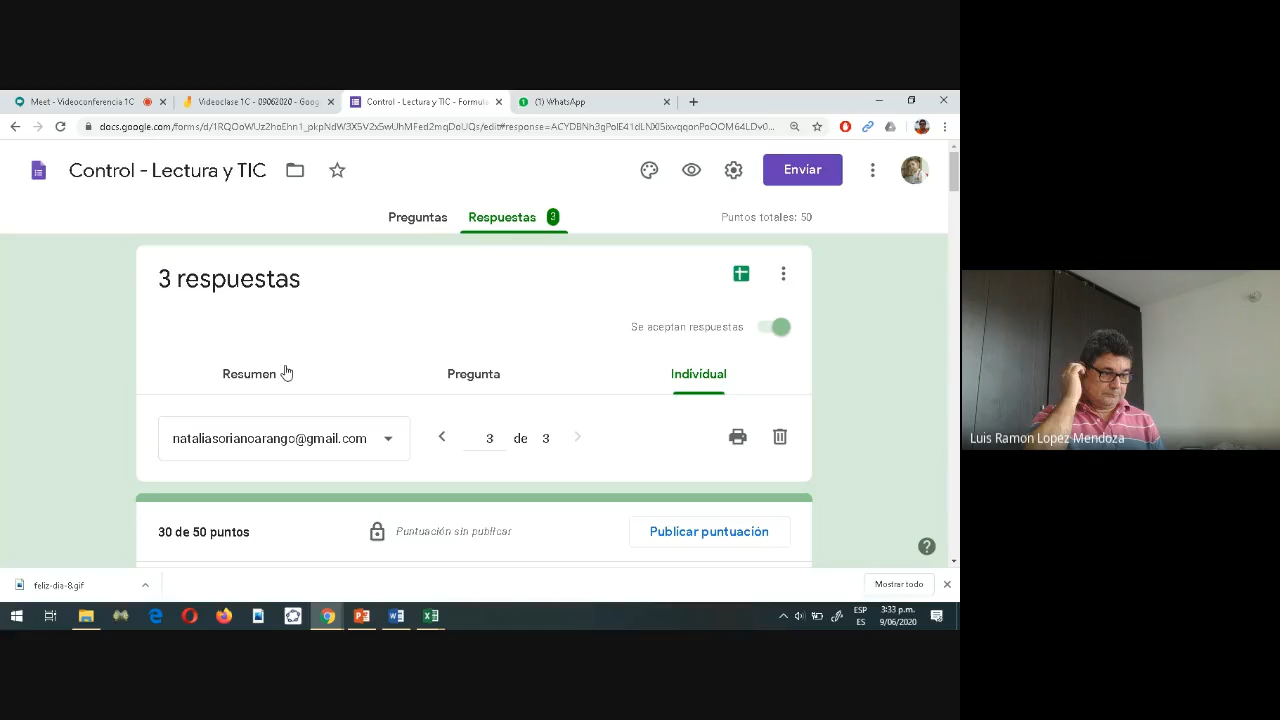 Meet - Videoconferencia 1C
Videoclase 1C - 09062020 - Goog
Control - Lectura y TIC - Formula
(1) WhatsApp
Control - Lectura y TIC
Enviar
Preguntas
Respuestas 3
Puntos totales: 50
3 respuestas
Se aceptan respuestas
Resumen
Pregunta
Individual
nataliasorianoarango@gmail.com
3 de 3
30 de 50 puntos
Puntuación sin publicar
Publicar puntuación
Luis Ramon Lopez Mendoza
feliz-dia-8.gif
Mostrar todo
ESP
ES
3:33 p.m.
9/06/2020